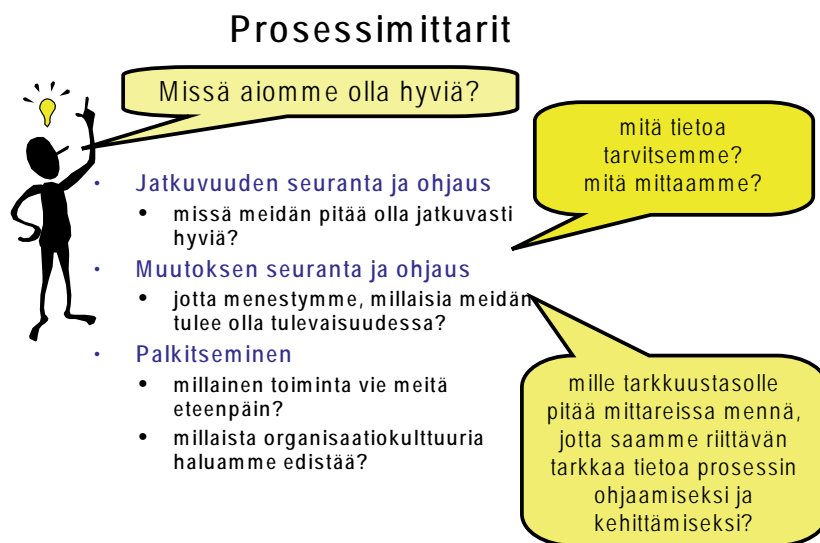 Prosessimittarit
Missä aiomme olla hyviä?
mitä tietoa
tarvitsemme?
mitä mittaamme?
• Jatkuvuuden seuranta ja ohjaus
• missä meidän pitää olla jatkuvasti
hyviä?
• Muutoksen seuranta ja ohjaus
• jotta menestymme, millaisia meidän
tulee olla tulevaisuudessa?
• Palkitseminen
• millainen toiminta vie meitä
eteenpäin?
• millaista organisaatiokulttuuria
haluamme edistää?
mille tarkkuustasolle
pitää mittareissa mennä,
jotta saamme riittävän
tarkkaa tietoa prosessin
ohjaamiseksi ja
kehittämiseksi?